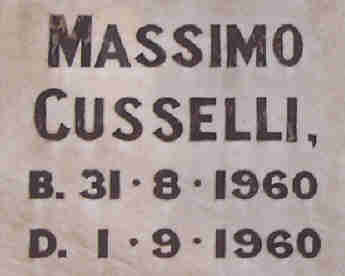 MASSIMO
CUSSELLI,
B. 31·8·1960
D. 1·9·1960